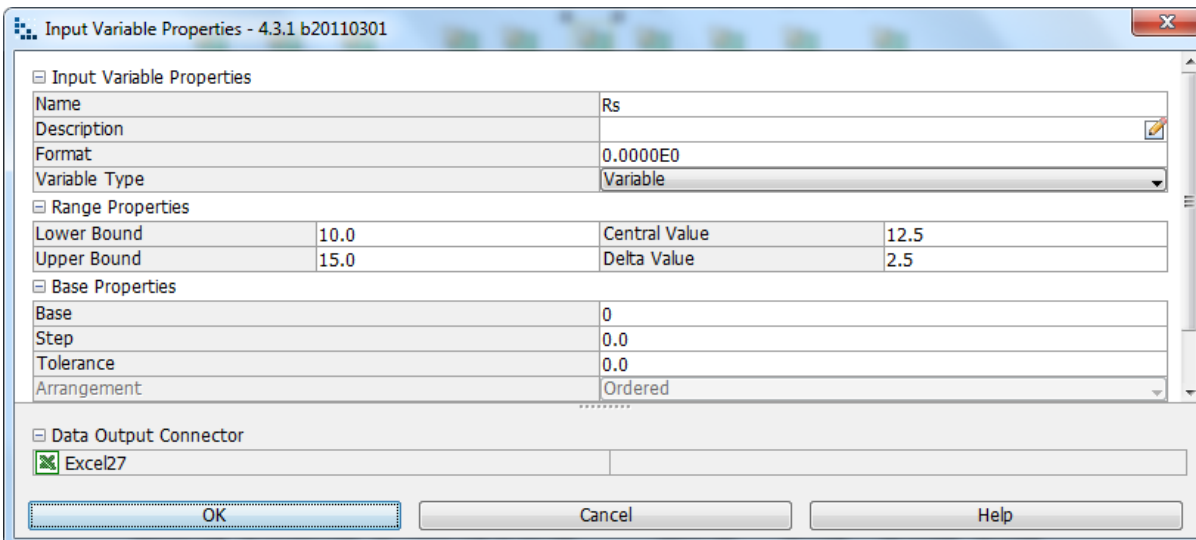 Input Variable Properties - 4.3.1 b20110301
Input Variable Properties
Name Rs
Description
Format 0.0000E0
Variable Type Variable
Range Properties
Lower Bound 10.0 Central Value 12.5
Upper Bound 15.0 Delta Value 2.5
Base Properties
Base 0
Step 0.0
Tolerance 0.0
Arrangement Ordered
Data Output Connector
Excel27
OK Cancel Help